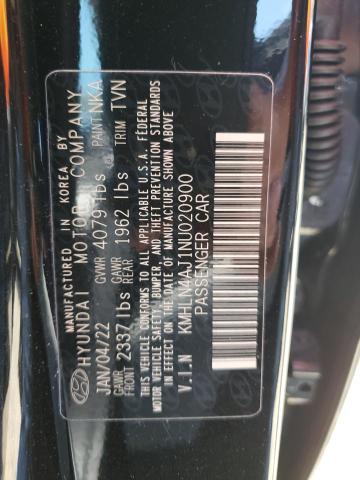 MANUFACTURED IN KOREA BY
HYUNDAI MOTOR COMPANY
JAN/04/22 GVWR 4079 lbs PAINT NKA
GAWR FRONT 2337 lbs GAWR REAR 1962 lbs TRIM TVN
THIS VEHICLE CONFORMS TO ALL APPLICABLE U.S.A. FEDERAL
MOTOR VEHICLE SAFETY, BUMPER, AND THEFT PREVENTION STANDARDS
IN EFFECT ON THE DATE OF MANUFACTURE SHOWN ABOVE.
V.I.N KMHLN4AJ1NU020900
PASSENGER CAR